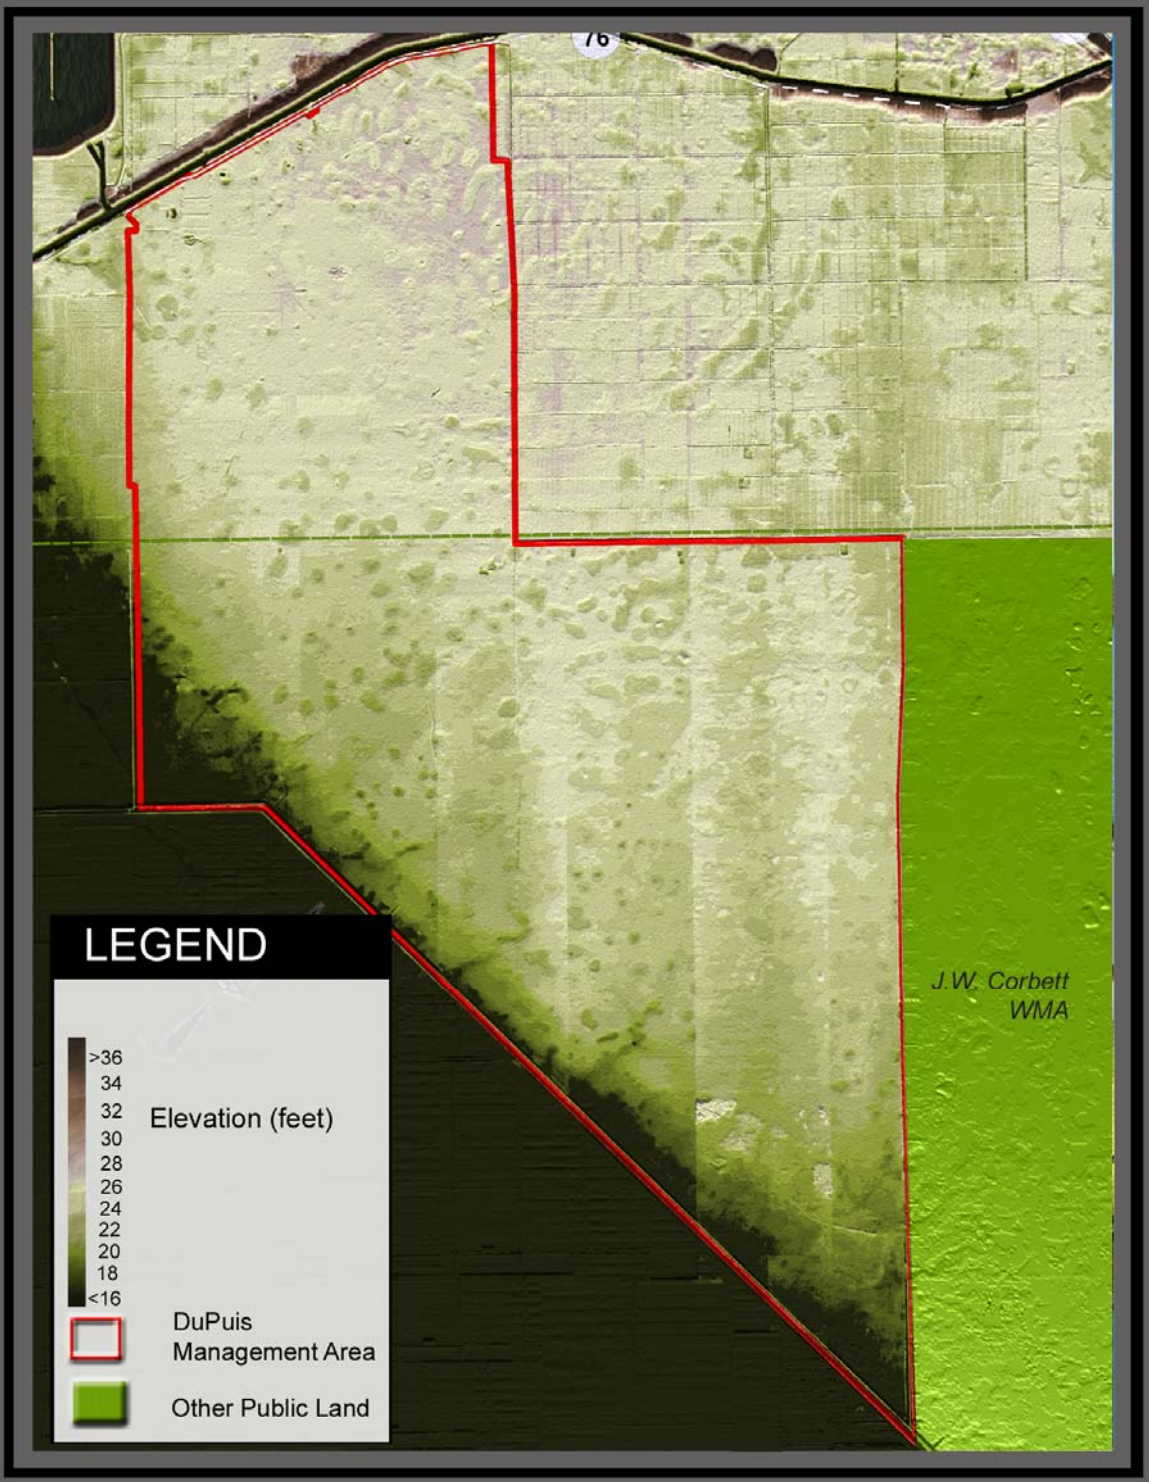 76
J.W. Corbett
WMA
LEGEND
>36
34
32
Elevation (feet)
30
28
26
24
22
20
18
<16
DuPuis
Management Area
Other Public Land